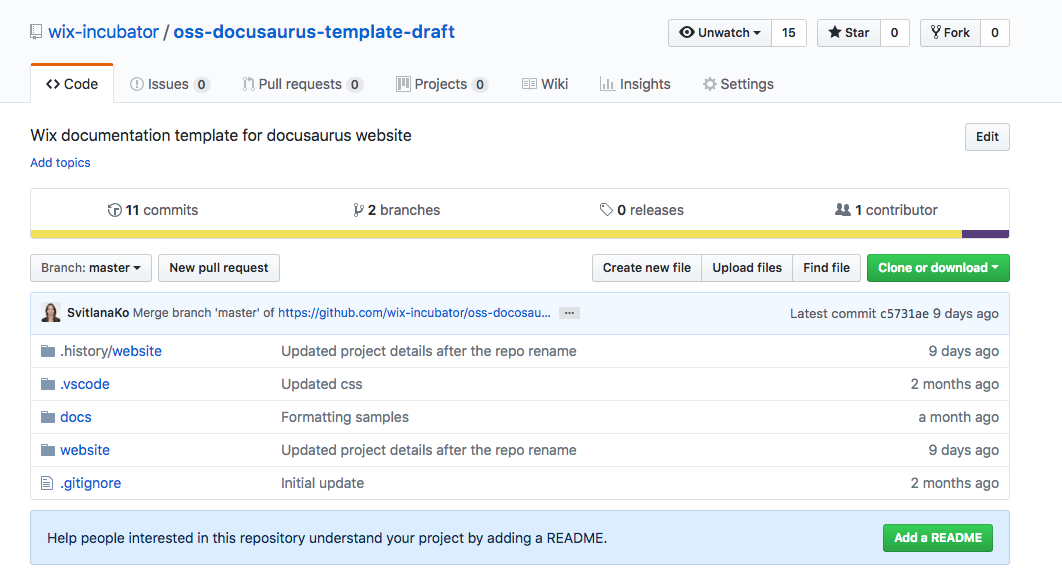 wix-incubator / oss-docusaurus-template-draft Unwatch 15 Star 0 Fork 0
Code Issues 0 Pull requests 0 Projects 0 Wiki Insights Settings
Wix documentation template for docusaurus website Edit
Add topics
11 commits 2 branches 0 releases 1 contributor
Branch: master New pull request Create new file Upload files Find file Clone or download
SvitlanaKo Merge branch 'master' of https://github.com/wix-incubator/oss-docosau... ... Latest commit c5731ae 9 days ago
.history/website Updated project details after the repo rename 9 days ago
.vscode Updated css 2 months ago
docs Formatting samples a month ago
website Updated project details after the repo rename 9 days ago
.gitignore Initial update 2 months ago
Help people interested in this repository understand your project by adding a README. Add a README